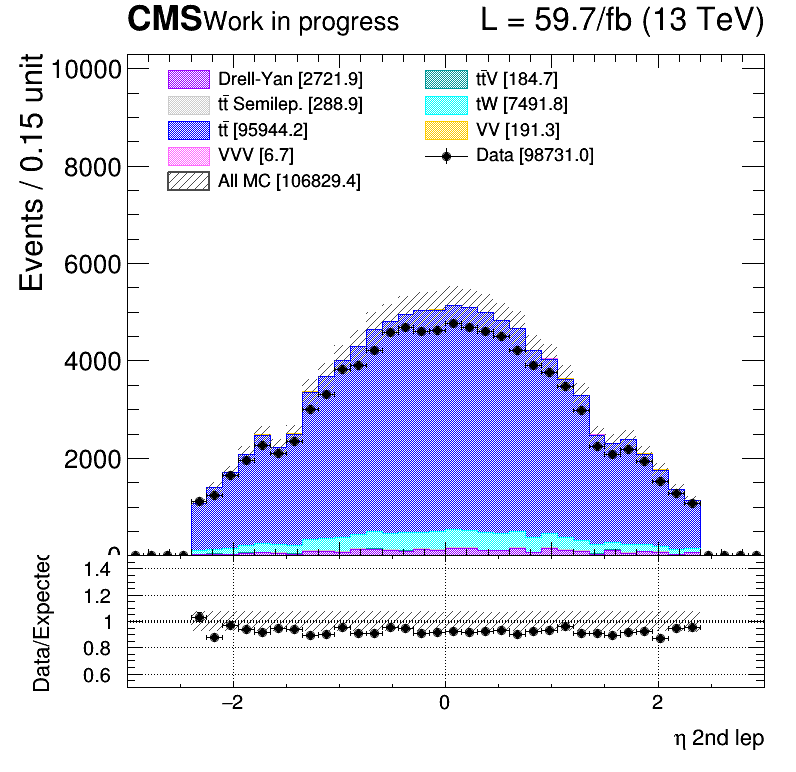 CMS Work in progress L = 59.7/fb (13 TeV)
Events / 0.15 unit
10000
8000
6000
4000
2000
0
Drell-Yan [2721.9]
tt̄ Semilep. [288.9]
tt̄ [95944.2]
VVV [6.7]
All MC [106829.4]
tt̄V [184.7]
tW [7491.8]
VV [191.3]
Data [98731.0]
Data/Expected
1.4
1.2
1
0.8
0.6
−2 0 2
η 2nd lep